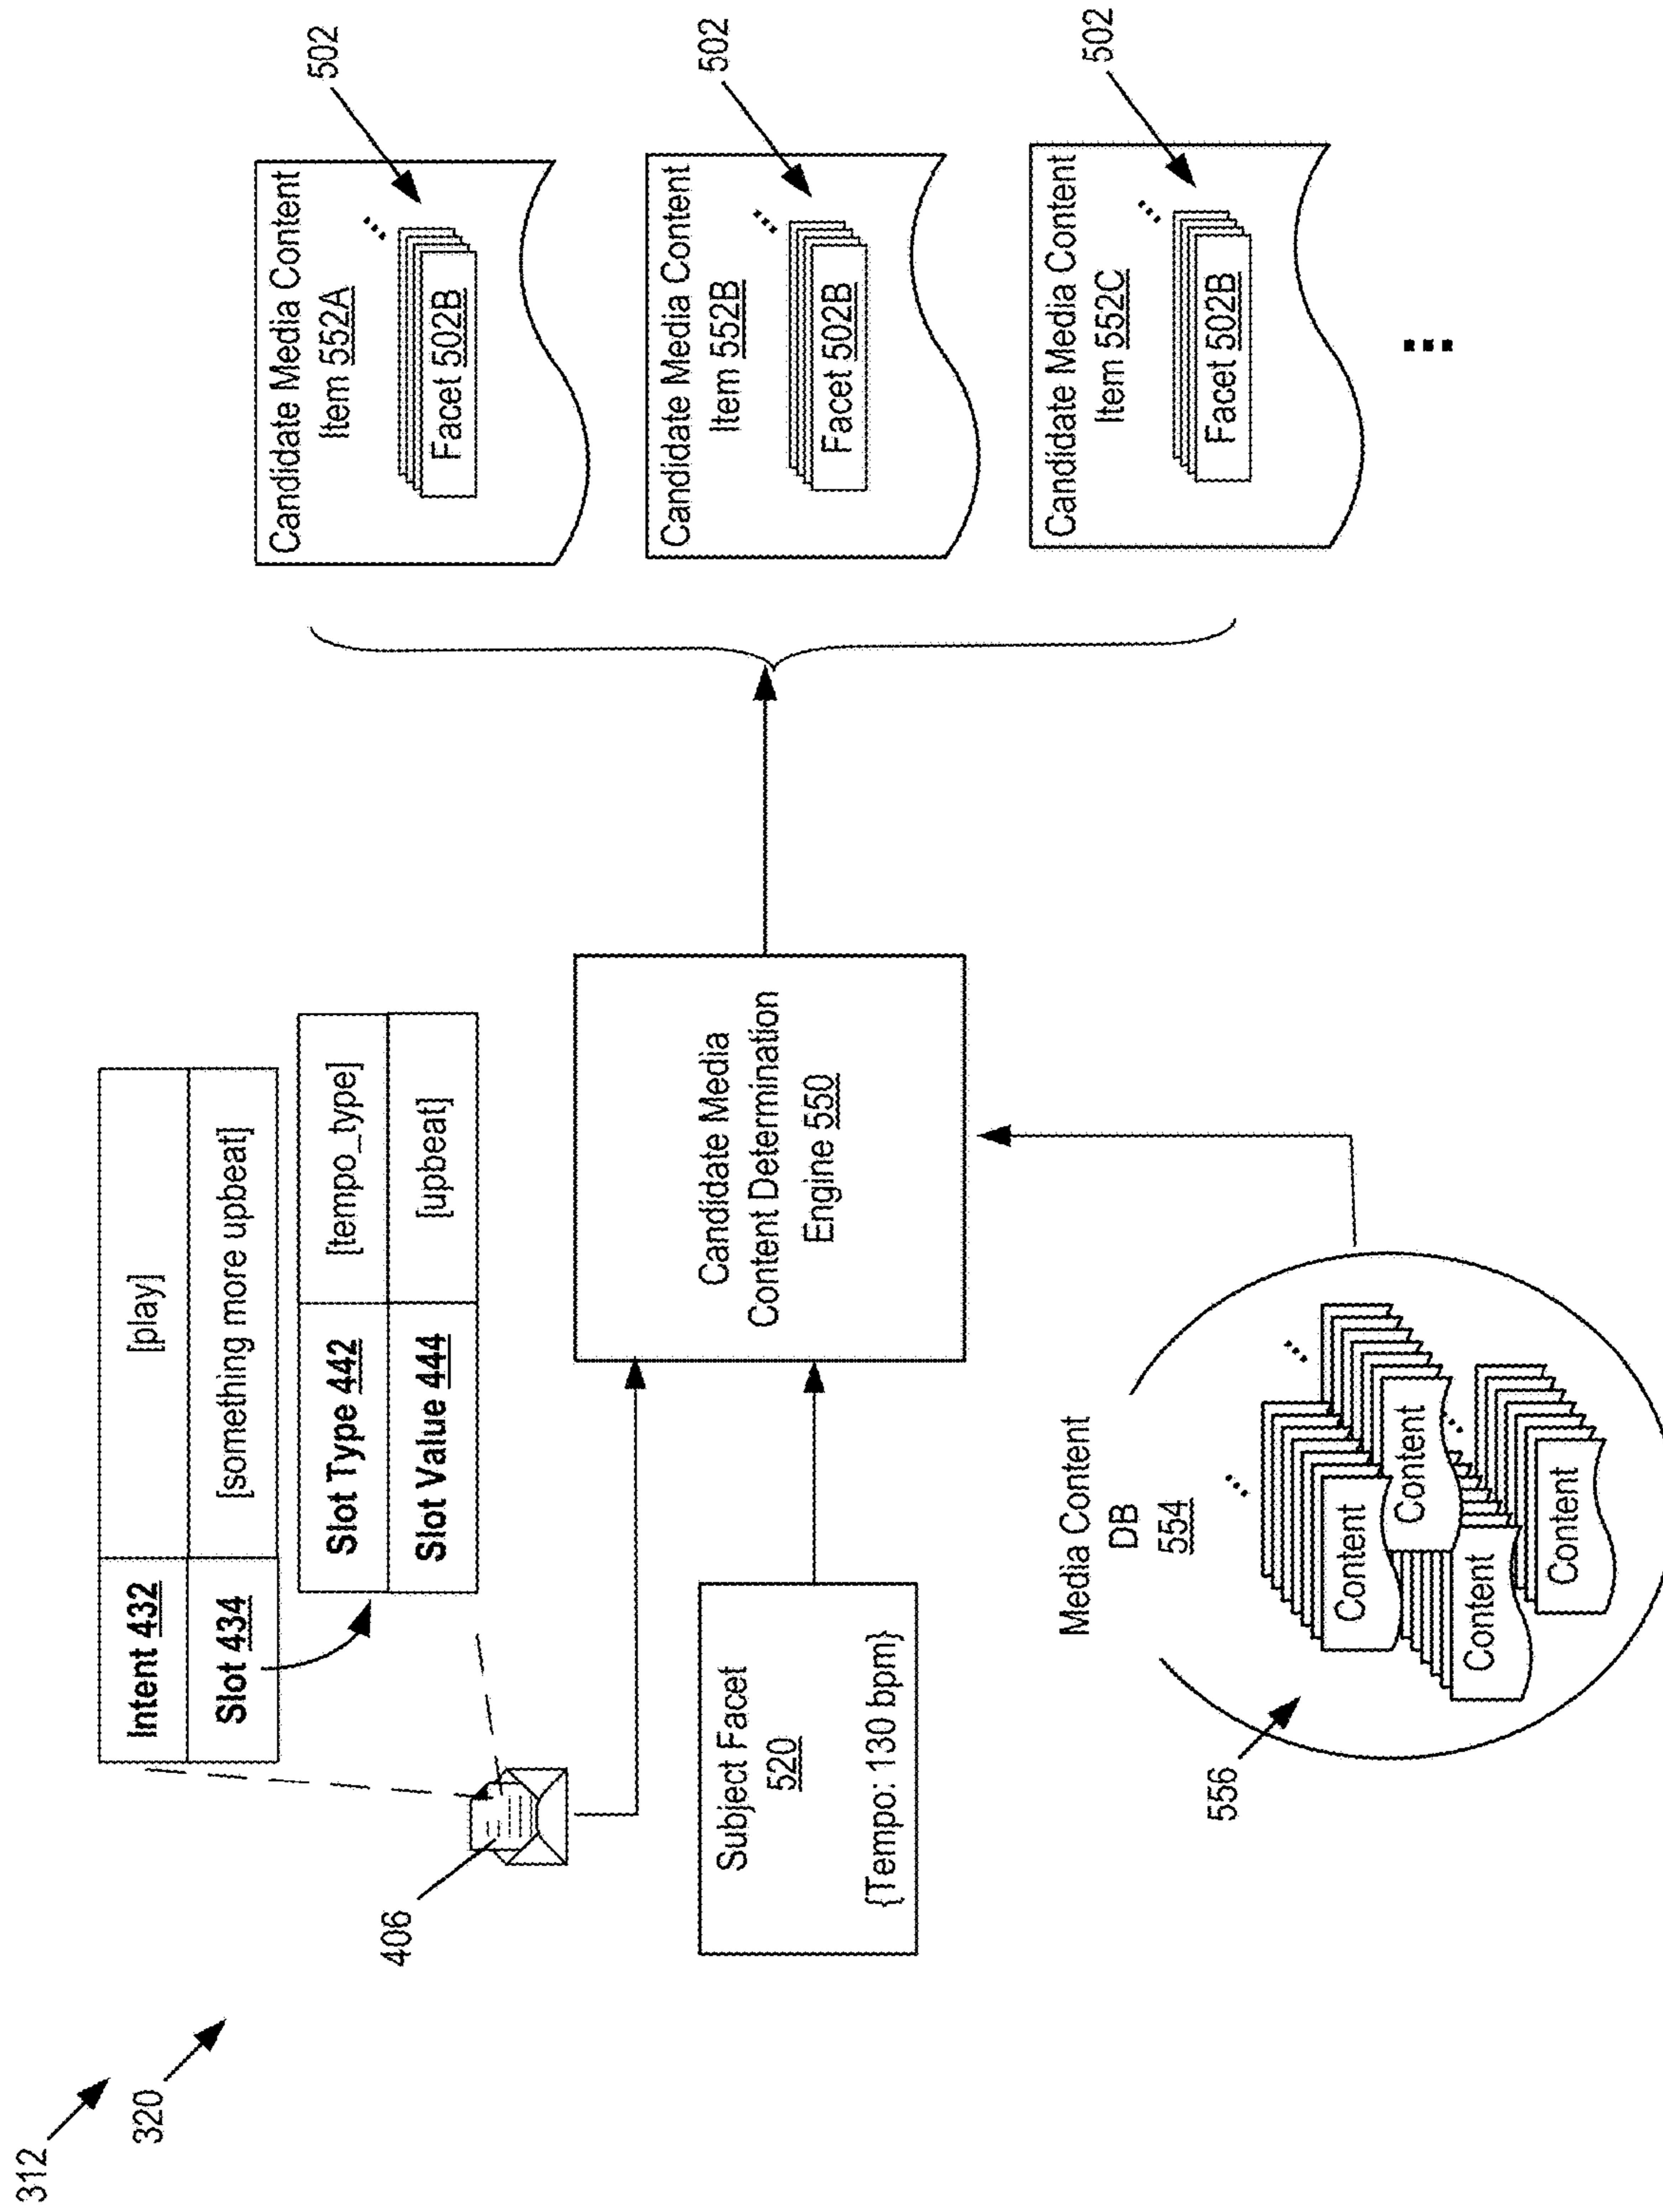 312
320
Intent 432
[play]
Slot 434
[something more upbeat]
Slot Type 442
[tempo_type]
Slot Value 444
[upbeat]
406
Subject Facet
520
{Tempo: 130 bpm}
Candidate Media
Content Determination
Engine 550
Media Content
DB
554
556
Content
Content
Content
Content
Candidate Media Content
Item 552A
Facet 502B
502
Candidate Media Content
Item 552B
Facet 502B
502
Candidate Media Content
Item 552C
Facet 502B
502